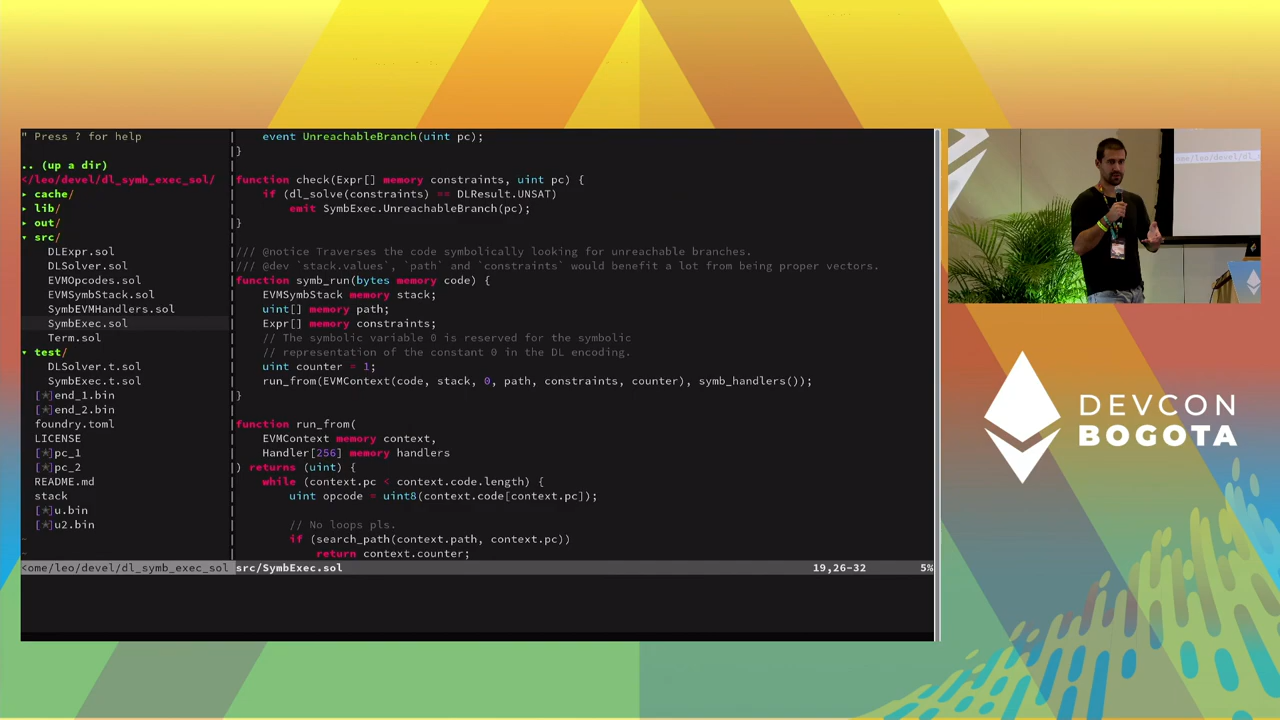 " Press ? for help
.. (up a dir)
</leo/devel/dl_symb_exec_sol/
▸ cache/
▸ lib/
▸ out/
▾ src/
DLExpr.sol
DLSolver.sol
EVMOpcodes.sol
EVMSymbStack.sol
SymbEVMHandlers.sol
SymbExec.sol
Term.sol
▾ test/
DLSolver.t.sol
SymbExec.t.sol
[*]end_1.bin
[*]end_2.bin
foundry.toml
LICENSE
[*]pc_1
[*]pc_2
README.md
stack
[*]u.bin
[*]u2.bin
~
~
<ome/leo/devel/dl_symb_exec_sol
event UnreachableBranch(uint pc);
}
function check(Expr[] memory constraints, uint pc) {
if (dl_solve(constraints) == DLResult.UNSAT)
emit SymbExec.UnreachableBranch(pc);
}
/// @notice Traverses the code symbolically looking for unreachable branches.
/// @dev `stack.values`, `path` and `constraints` would benefit a lot from being proper vectors.
function symb_run(bytes memory code) {
EVMSymbStack memory stack;
uint[] memory path;
Expr[] memory constraints;
// The symbolic variable 0 is reserved for the symbolic
// representation of the constant 0 in the DL encoding.
uint counter = 1;
run_from(EVMContext(code, stack, 0, path, constraints, counter), symb_handlers());
}
function run_from(
EVMContext memory context,
Handler[256] memory handlers
) returns (uint) {
while (context.pc < context.code.length) {
uint opcode = uint8(context.code[context.pc]);
// No loops pls.
if (search_path(context.path, context.pc))
return context.counter;
src/SymbExec.sol 19,26-32 5%
DEVCON
BOGOTA